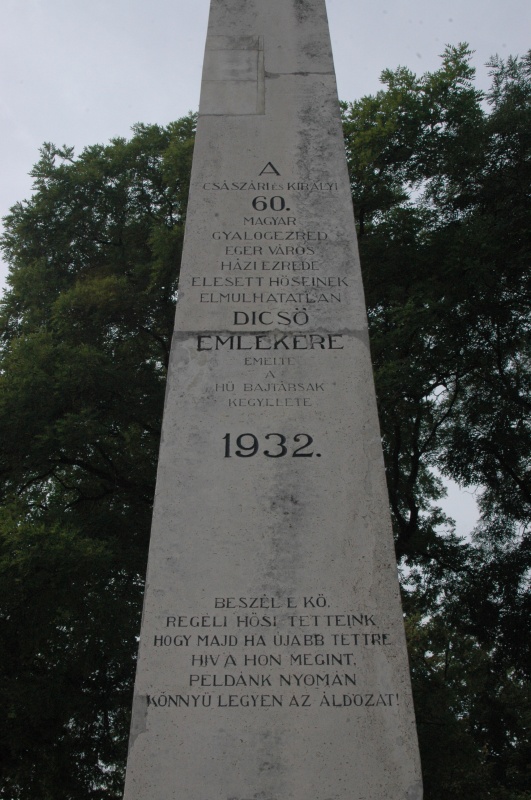 A
CSÁSZÁRI ÉS KIRÁLYI
60.
MAGYAR
GYALOGEZRED
EGER VÁROS
HÁZI EZREDE
ELESETT HŐSEINEK
ELMULHATATLAN
DICSŐ
EMLÉKÉRE
EMELTE
A
HŰ BAJTÁRSAK
KEGYELETE
1932.
BESZÉL E KŐ,
REGÉLI HŐSI TETTEINK
HOGY MAJD HA ÚJABB TETTRE
HIV A HON MEGINT,
PÉLDÁNK NYOMÁN
KÖNNYŰ LEGYEN AZ ÁLDOZAT!